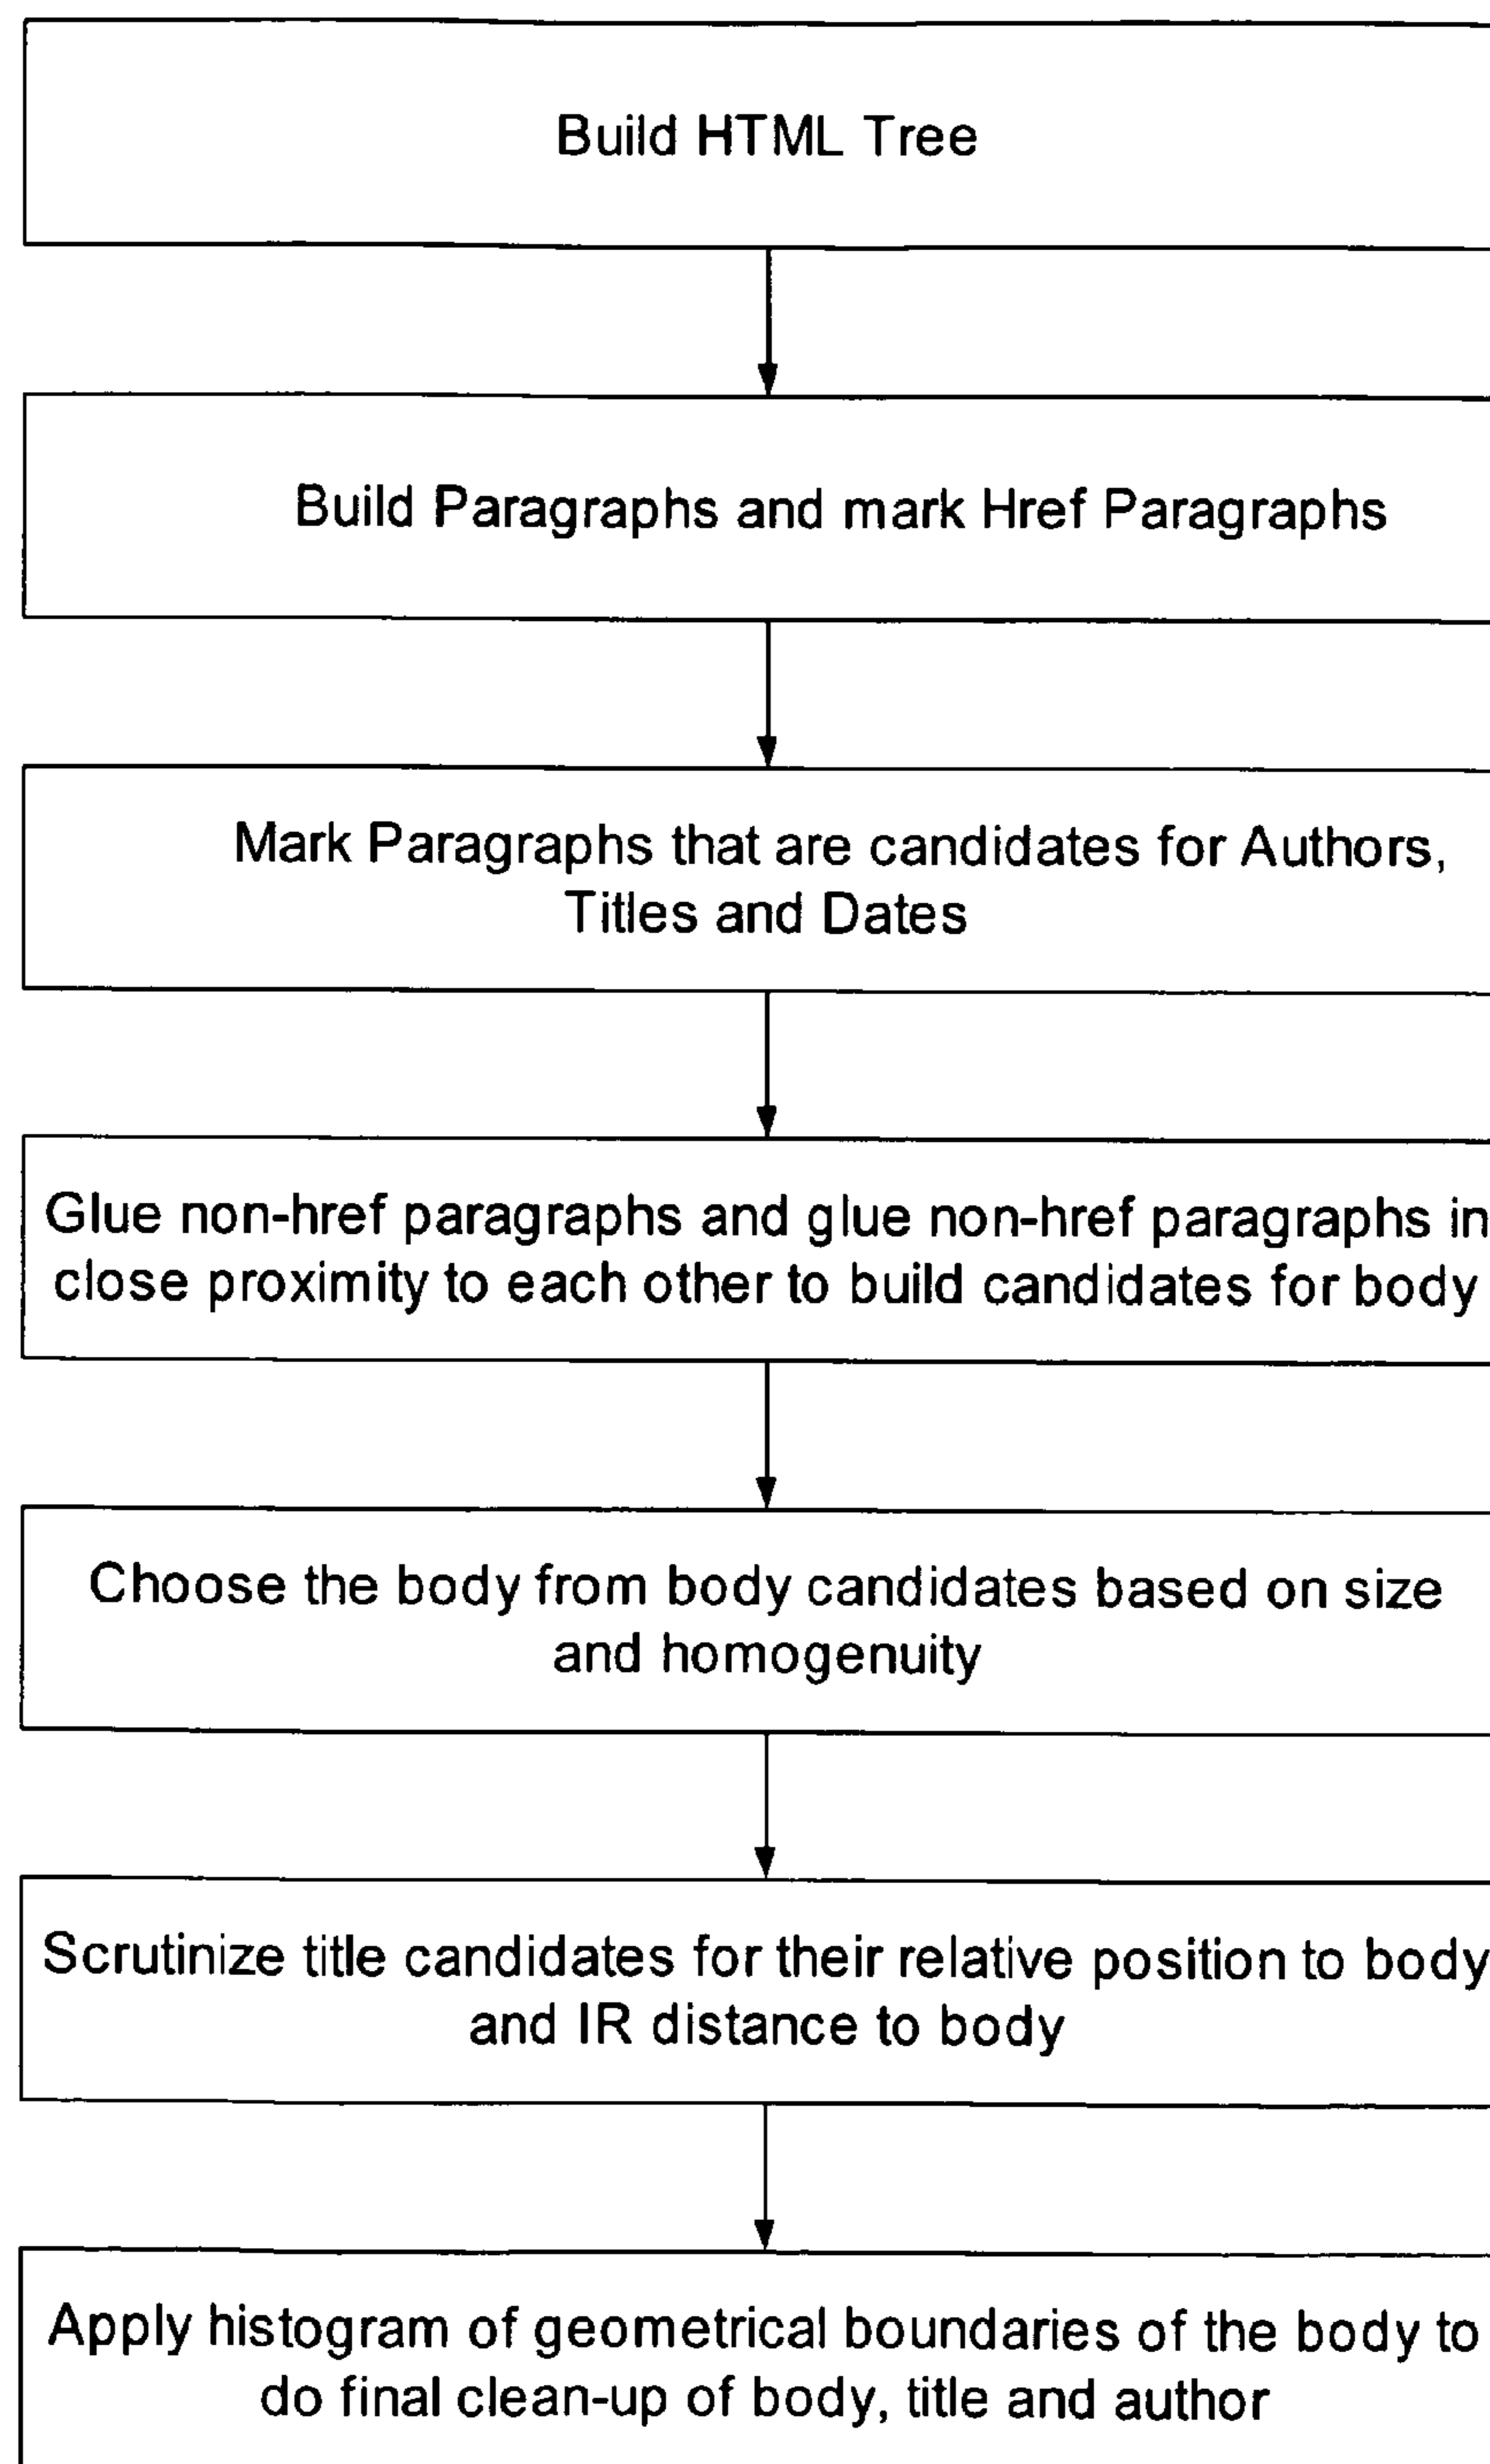 Build HTML Tree
Build Paragraphs and mark Href Paragraphs
Mark Paragraphs that are candidates for Authors,
Titles and Dates
Glue non-href paragraphs and glue non-href paragraphs in
close proximity to each other to build candidates for body
Choose the body from body candidates based on size
and homogenuity
Scrutinize title candidates for their relative position to body
and IR distance to body
Apply histogram of geometrical boundaries of the body to
do final clean-up of body, title and author